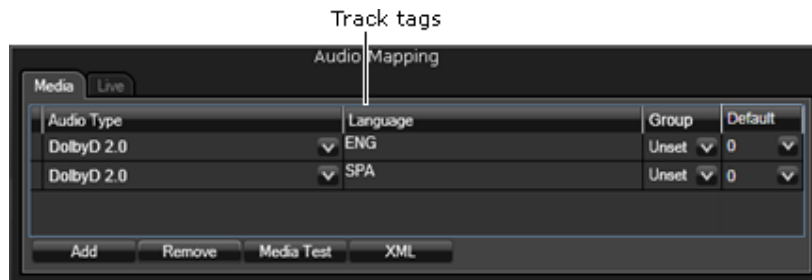 Track tags
Audio Mapping
Media Live
Audio Type Language Group Default
DolbyD 2.0 ENG Unset 0
DolbyD 2.0 SPA Unset 0
Add Remove Media Test XML